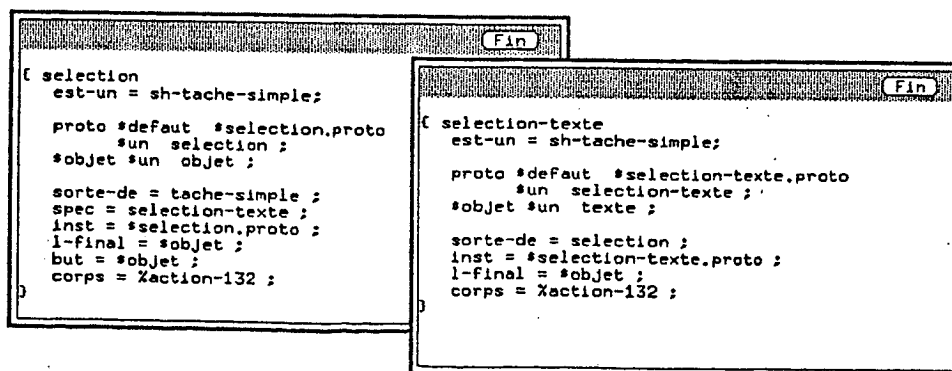 Fin
{ selection
est-un = sh-tache-simple;
proto $defaut $selection.proto
$un selection ;
$objet $un objet ;
sorte-de = tache-simple ;
spec = selection-texte ;
inst = $selection.proto ;
l-final = $objet ;
but = $objet ;
corps = %action-132 ;
}
Fin
{ selection-texte
est-un = sh-tache-simple;
proto $defaut $selection-texte.proto
$un selection-texte ;
$objet $un texte ;
sorte-de = selection ;
inst = $selection-texte.proto ;
l-final = $objet ;
corps = %action-132 ;
}